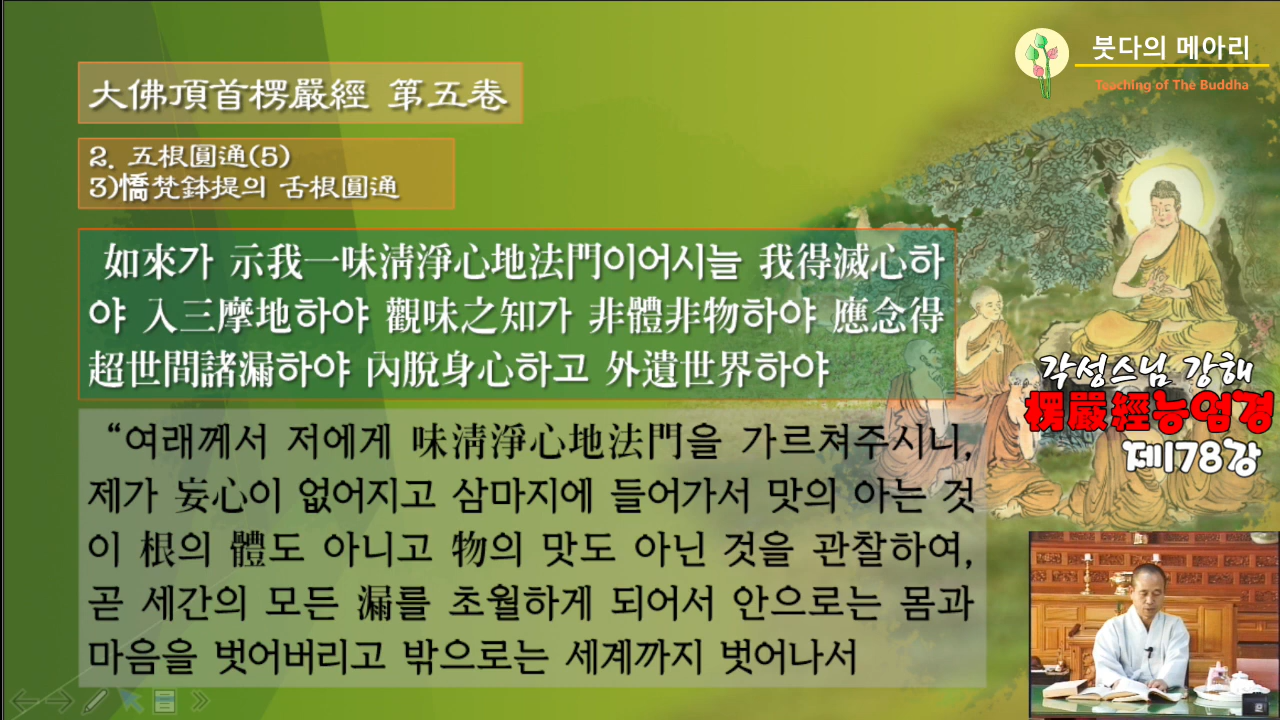 붓다의 메아리
Teaching of The Buddha
大佛頂首楞嚴經 第五卷
2. 五根圓通(5)
3)憍梵鉢提의 舌根圓通
如來가 示我一味淸淨心地法門이어시늘 我得滅心하
야 入三摩地하야 觀味之知가 非體非物하야 應念得
超世間諸漏하야 內脫身心하고 外遺世界하야
“여래께서 저에게 味淸淨心地法門을 가르쳐주시니,
제가 妄心이 없어지고 삼마지에 들어가서 맛의 아는 것
이 根의 體도 아니고 物의 맛도 아닌 것을 관찰하여,
곧 세간의 모든 漏를 초월하게 되어서 안으로는 몸과
마음을 벗어버리고 밖으로는 세계까지 벗어나서
각성스님 강해
楞嚴經능엄경
제178강